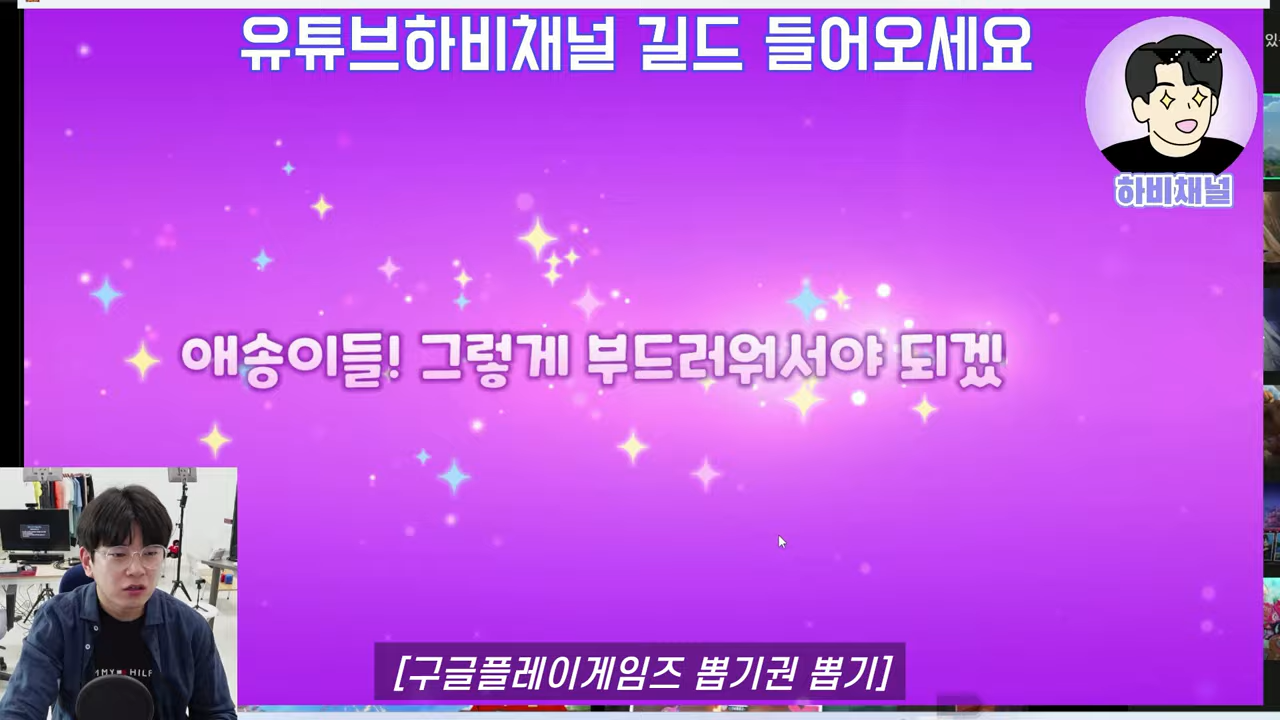 유튜브하비채널 길드 들어오세요
하비채널
애송이들! 그렇게 부드러워서야 되겠
[구글플레이게임즈 뽑기권 뽑기]